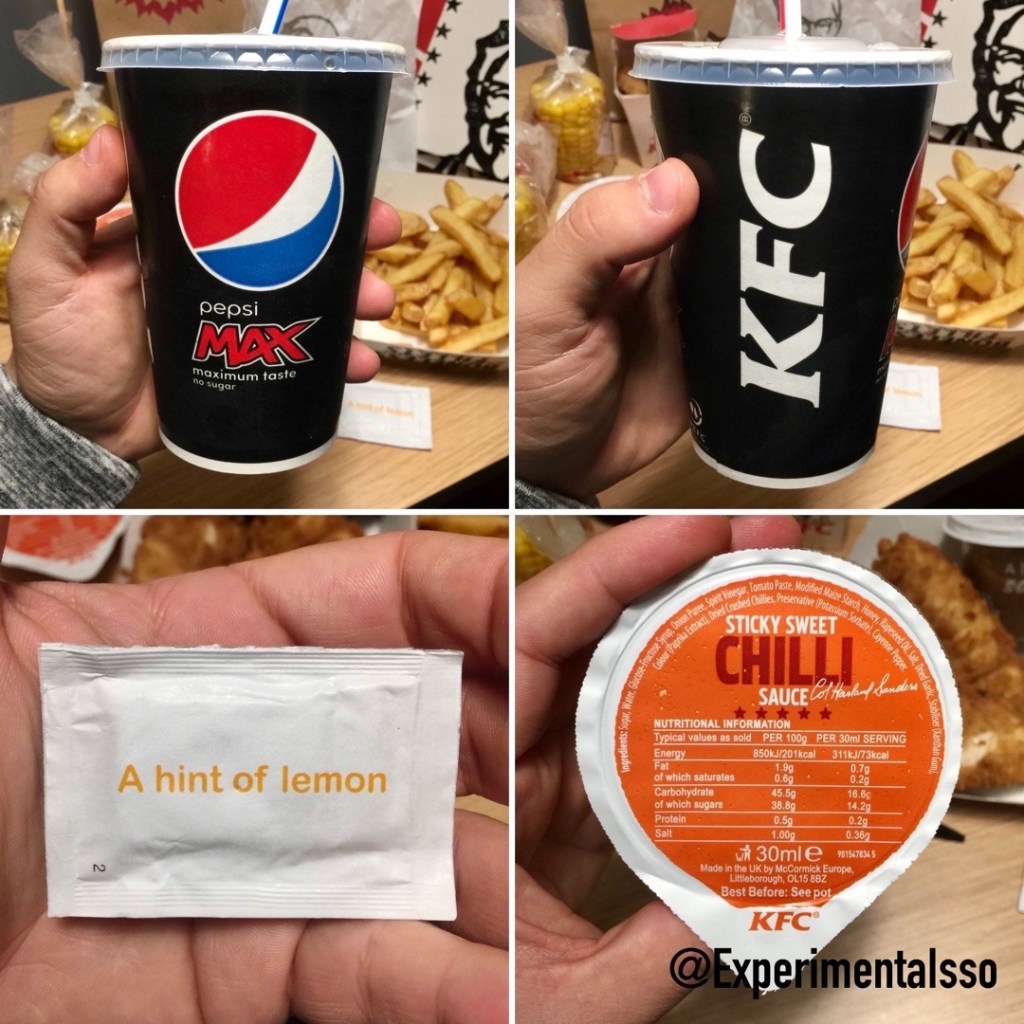 pepsi
MAX
maximum taste
no sugar
A hint of lemon
KFC®
A hint of lemon
2
Ingredients: Sugar, Water, Glucose-Fructose Syrup, Onion Puree, Spirit Vinegar, Tomato Paste, Modified Maize Starch, Honey, Rapeseed Oil, Salt, Dried Garlic, Stabiliser (Xanthan Gum),
Colour (Paprika Extract), Dried Crushed Chillies, Preservative (Potassium Sorbate), Cayenne Pepper.
STICKY SWEET
CHILLI
SAUCE Col Harland Sanders
NUTRITIONAL INFORMATION
Typical values as sold PER 100g PER 30ml SERVING
Energy 850kJ/201kcal 311kJ/73kcal
Fat 1.9g 0.7g
of which saturates 0.6g 0.2g
Carbohydrate 45.5g 16.6g
of which sugars 38.8g 14.2g
Protein 0.5g 0.2g
Salt 1.00g 0.36g
30ml e 901547834 5
Made in the UK by McCormick Europe,
Littleborough, OL15 8BZ
Best Before: See pot
KFC®
@Experimentalsso